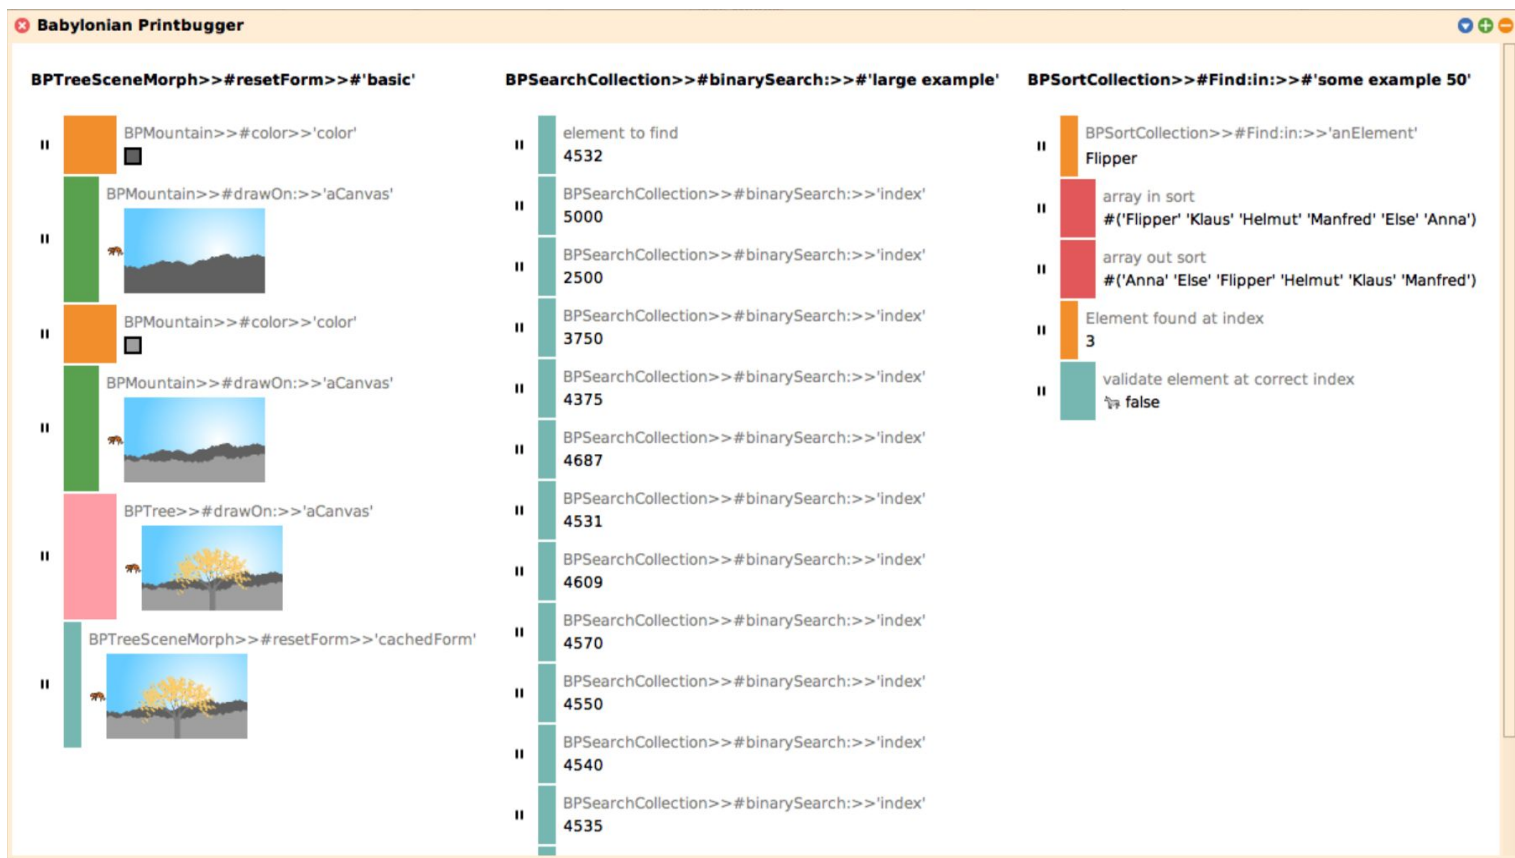 Babylonian Printbugger
BPTreeSceneMorph>>#resetForm>>#'basic'
BPMountain>>#color>>'color'
BPMountain>>#drawOn:>>'aCanvas'
BPMountain>>#color>>'color'
BPMountain>>#drawOn:>>'aCanvas'
BPTree>>#drawOn:>>'aCanvas'
BPTreeSceneMorph>>#resetForm>>'cachedForm'
BPSearchCollection>>#binarySearch:>>#'large example'
element to find
4532
BPSearchCollection>>#binarySearch:>>'index'
5000
BPSearchCollection>>#binarySearch:>>'index'
2500
BPSearchCollection>>#binarySearch:>>'index'
3750
BPSearchCollection>>#binarySearch:>>'index'
4375
BPSearchCollection>>#binarySearch:>>'index'
4687
BPSearchCollection>>#binarySearch:>>'index'
4531
BPSearchCollection>>#binarySearch:>>'index'
4609
BPSearchCollection>>#binarySearch:>>'index'
4570
BPSearchCollection>>#binarySearch:>>'index'
4550
BPSearchCollection>>#binarySearch:>>'index'
4540
BPSearchCollection>>#binarySearch:>>'index'
4535
BPSortCollection>>#Find:in:>>#'some example 50'
BPSortCollection>>#Find:in:>>'anElement'
Flipper
array in sort
#('Flipper' 'Klaus' 'Helmut' 'Manfred' 'Else' 'Anna')
array out sort
#('Anna' 'Else' 'Flipper' 'Helmut' 'Klaus' 'Manfred')
Element found at index
3
validate element at correct index
false